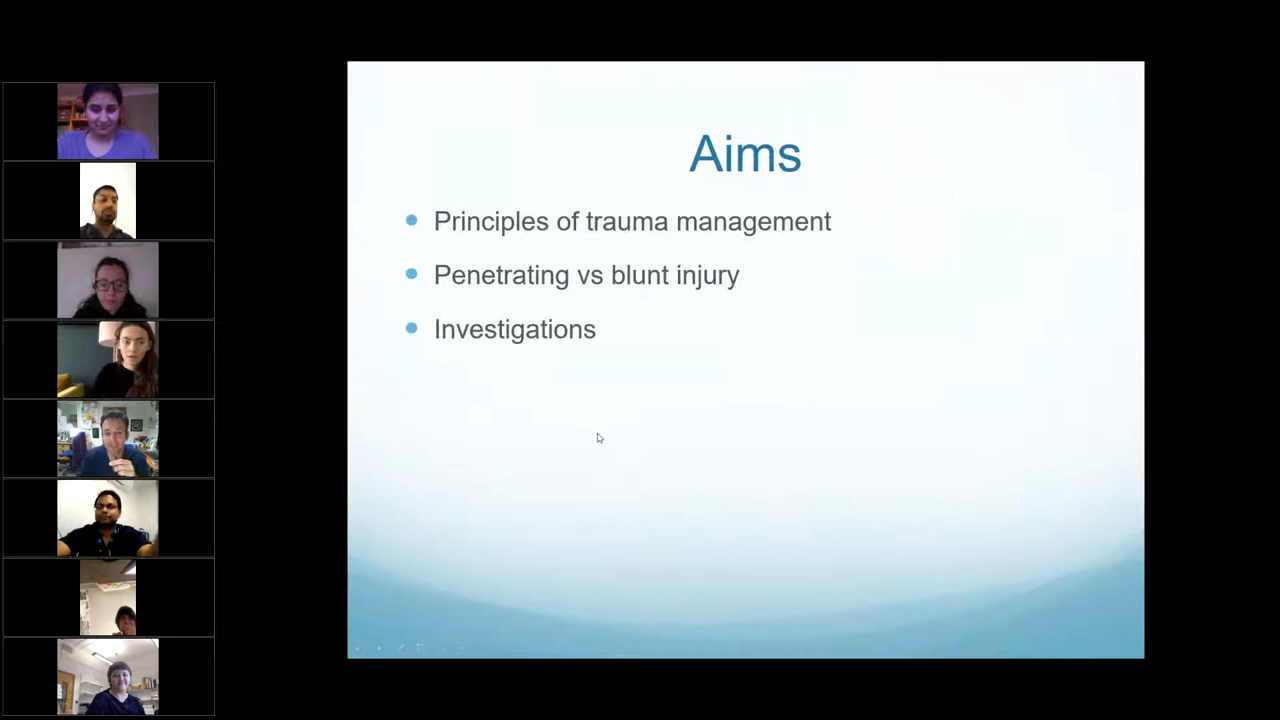 Aims
Principles of trauma management
Penetrating vs blunt injury
Investigations